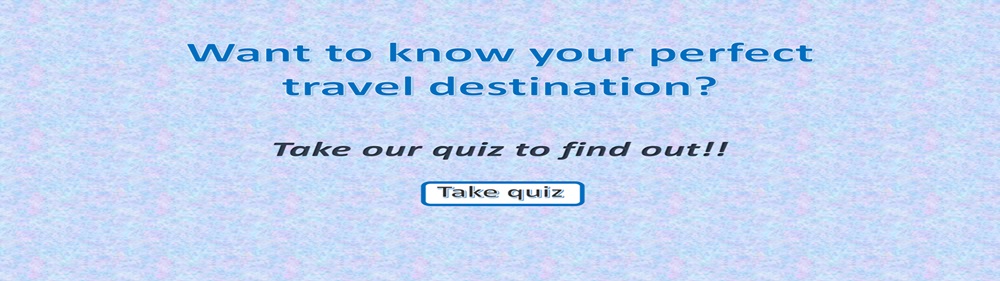 Want to know your perfect
travel destination?
Take our quiz to find out!!
Take quiz